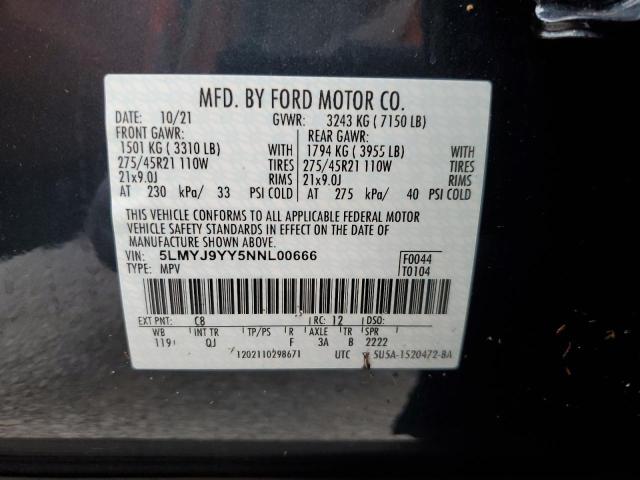 MFD. BY FORD MOTOR CO.
DATE: 10/21 GVWR: 3243 KG ( 7150 LB)
FRONT GAWR: REAR GAWR:
1501 KG ( 3310 LB) WITH 1794 KG ( 3955 LB) WITH
275/45R21 110W TIRES 275/45R21 110W TIRES
21x9.0J RIMS 21x9.0J RIMS
AT 230 kPa/ 33 PSI COLD AT 275 kPa/ 40 PSI COLD
THIS VEHICLE CONFORMS TO ALL APPLICABLE FEDERAL MOTOR
VEHICLE SAFETY STANDARDS IN EFFECT ON THE DATE OF
MANUFACTURE SHOWN ABOVE.
VIN: 5LMYJ9YY5NNL00666 F0044
TYPE: MPV T0104
EXT PNT: C8 RC: 12 DSO:
WB INT TR TP/PS R AXLE TR SPR
119 QJ F 3A B 2222
1202110298671 UTC 5U5A-1520472-BA